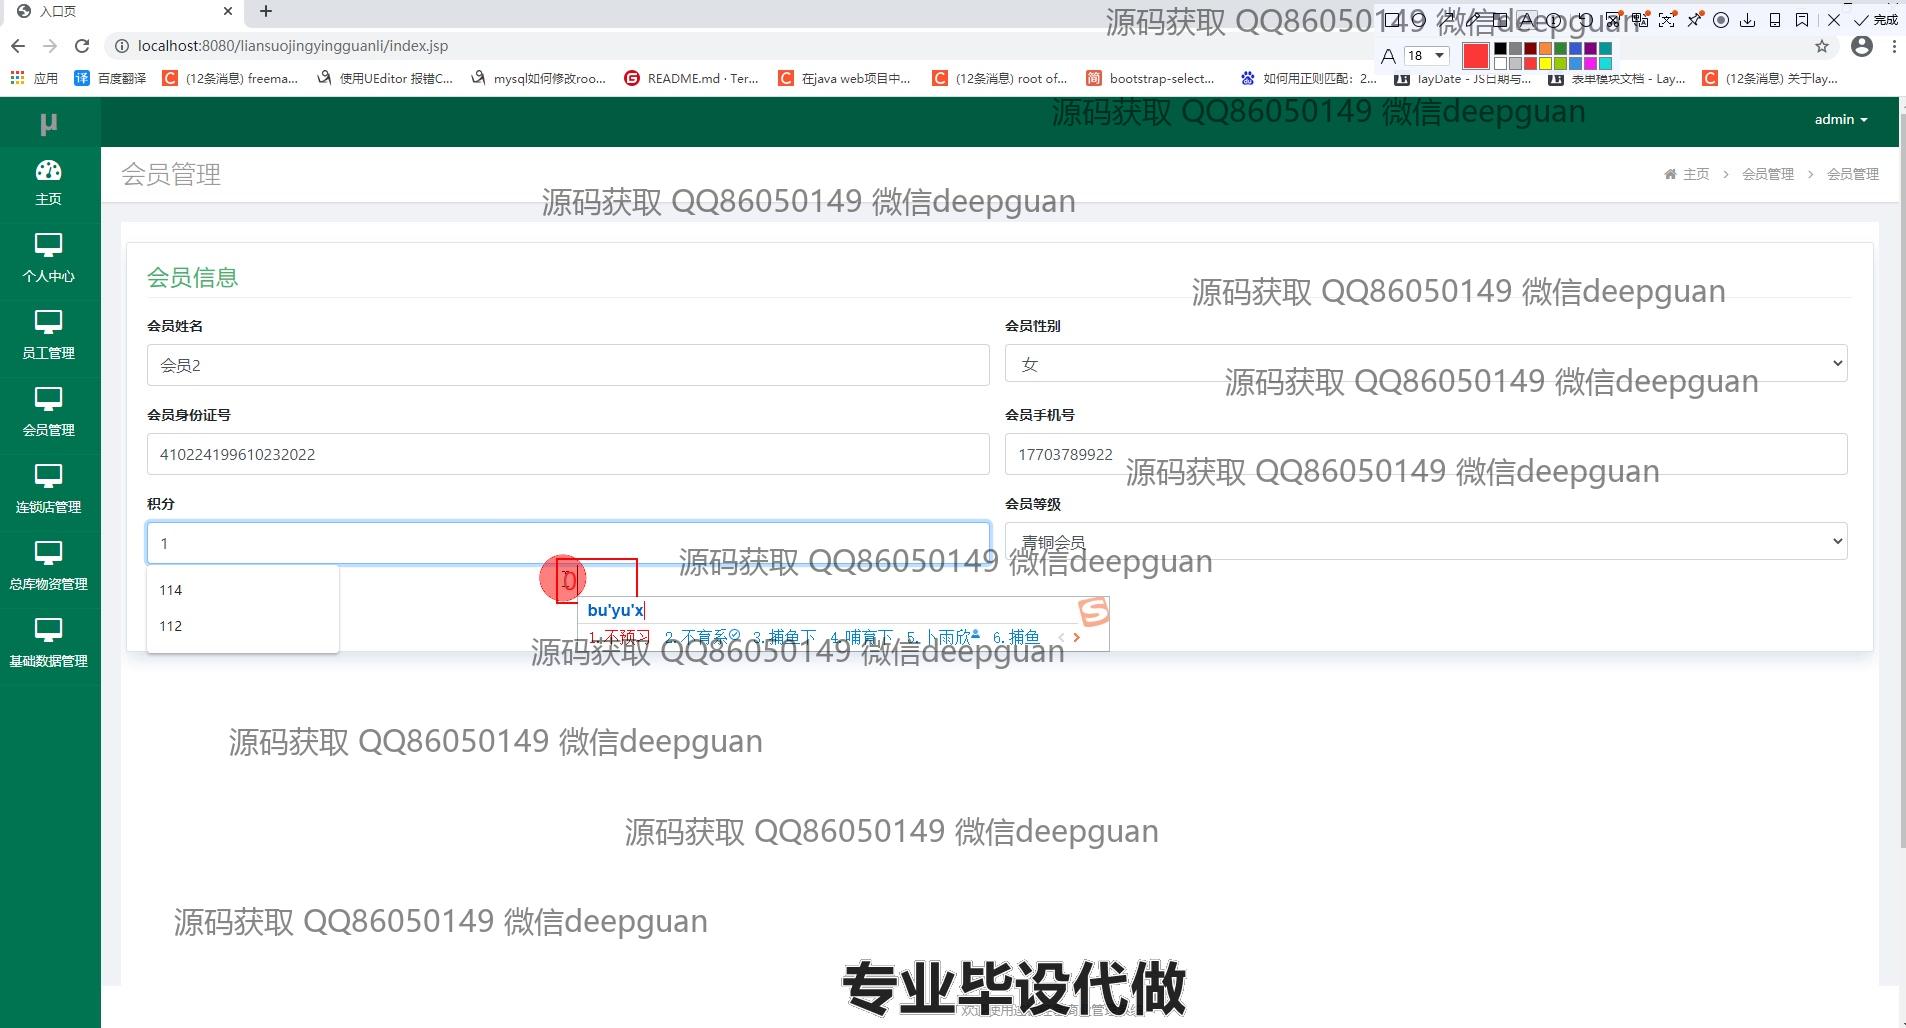 入口页
源码获取 QQ86050149 微信deepguan
完成
localhost:8080/liansuojingyingguanli/index.jsp
A 18
应用 百度翻译 (12条消息) freema... 使用UEditor 报错C... mysql如何修改roo... README.md · Ter... 在java web项目中... (12条消息) root of... bootstrap-select... 如何用正则匹配：2... layDate - JS日期与... 表单模块文档 - Lay... (12条消息) 关于lay...
源码获取 QQ86050149 微信deepguan
μ
admin
会员管理
主页 > 会员管理 > 会员管理
源码获取 QQ86050149 微信deepguan
主页
个人中心
员工管理
会员管理
连锁店管理
总库物资管理
基础数据管理
会员信息
源码获取 QQ86050149 微信deepguan
会员姓名
会员性别
会员2
女
源码获取 QQ86050149 微信deepguan
会员身份证号
会员手机号
410224199610232022
17703789922
源码获取 QQ86050149 微信deepguan
积分
会员等级
1
青铜会员
源码获取 QQ86050149 微信deepguan
114
112
0
bu'yu'x
1.不预习 2.不育系 3.捕鱼下 4.哺育下 5.卜雨欣 6.捕鱼
源码获取 QQ86050149 微信deepguan
源码获取 QQ86050149 微信deepguan
源码获取 QQ86050149 微信deepguan
源码获取 QQ86050149 微信deepguan
专业毕设代做